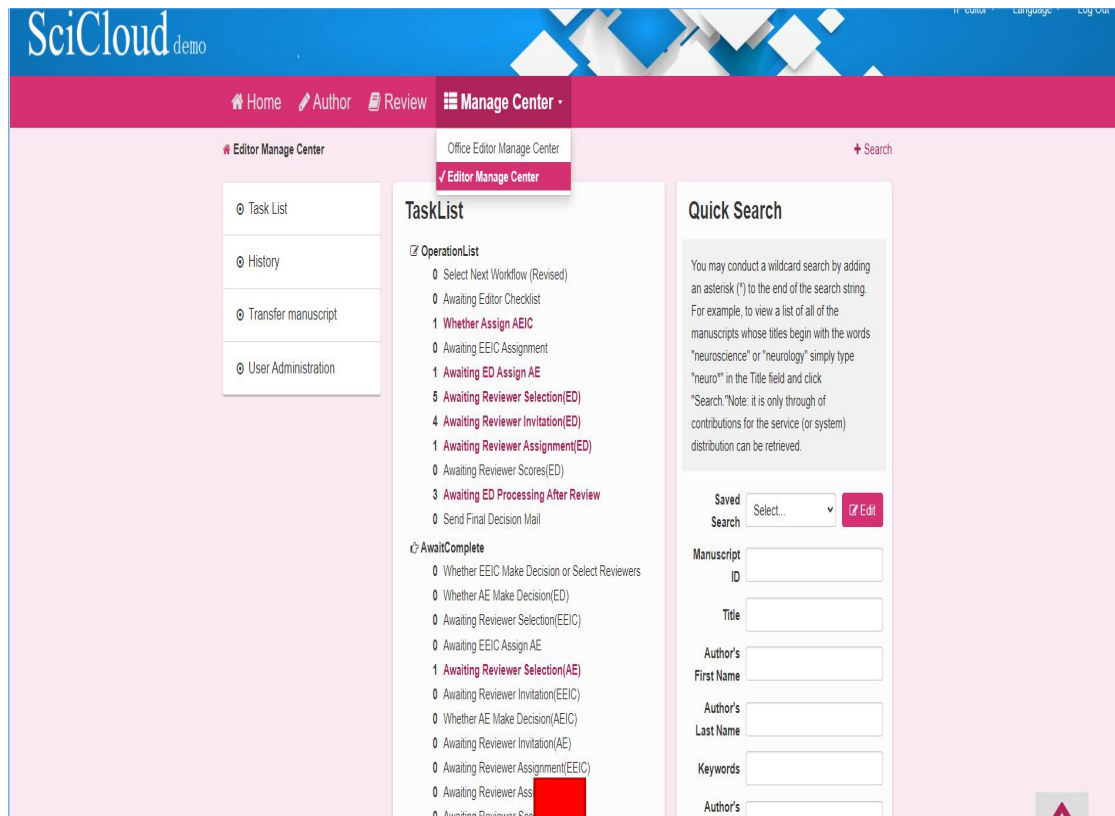 SciCloud demo
editor Language Log Out
Home Author Review Manage Center
Editor Manage Center
Office Editor Manage Center
√ Editor Manage Center
+ Search
Task List
History
Transfer manuscript
User Administration
TaskList
OperationList
0 Select Next Workflow (Revised)
0 Awaiting Editor Checklist
1 Whether Assign AEIC
0 Awaiting EEIC Assignment
1 Awaiting ED Assign AE
5 Awaiting Reviewer Selection(ED)
4 Awaiting Reviewer Invitation(ED)
1 Awaiting Reviewer Assignment(ED)
0 Awaiting Reviewer Scores(ED)
3 Awaiting ED Processing After Review
0 Send Final Decision Mail
AwaitComplete
0 Whether EEIC Make Decision or Select Reviewers
0 Whether AE Make Decision(ED)
0 Awaiting Reviewer Selection(EEIC)
0 Awaiting EEIC Assign AE
1 Awaiting Reviewer Selection(AE)
0 Awaiting Reviewer Invitation(EEIC)
0 Whether AE Make Decision(AEIC)
0 Awaiting Reviewer Invitation(AE)
0 Awaiting Reviewer Assignment(EEIC)
0 Awaiting Reviewer
0 Awaiting Reviewer
Quick Search
You may conduct a wildcard search by adding
an asterisk (*) to the end of the search string.
For example, to view a list of all of the
manuscripts whose titles begin with the words
"neuroscience" or "neurology" simply type
"neuro*" in the Title field and click
"Search."Note: it is only through of
contributions for the service (or system)
distribution can be retrieved.
Saved
Search
Select...
Edit
Manuscript
ID
Title
Author's
First Name
Author's
Last Name
Keywords
Author's